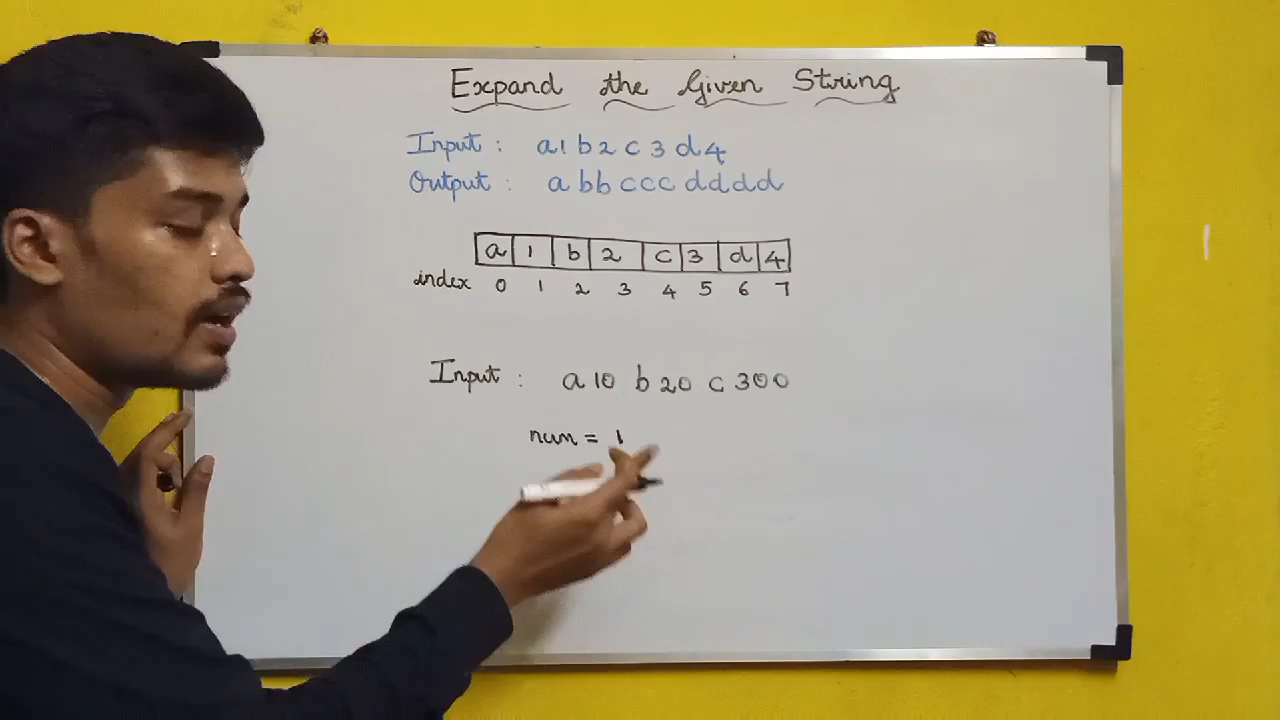 Expand the Given String
Input : a1b2c3d4
Output : abbcccdddd
a 1 b 2 c 3 d 4
index 0 1 2 3 4 5 6 7
Input : a10 b20 c300
num = 1